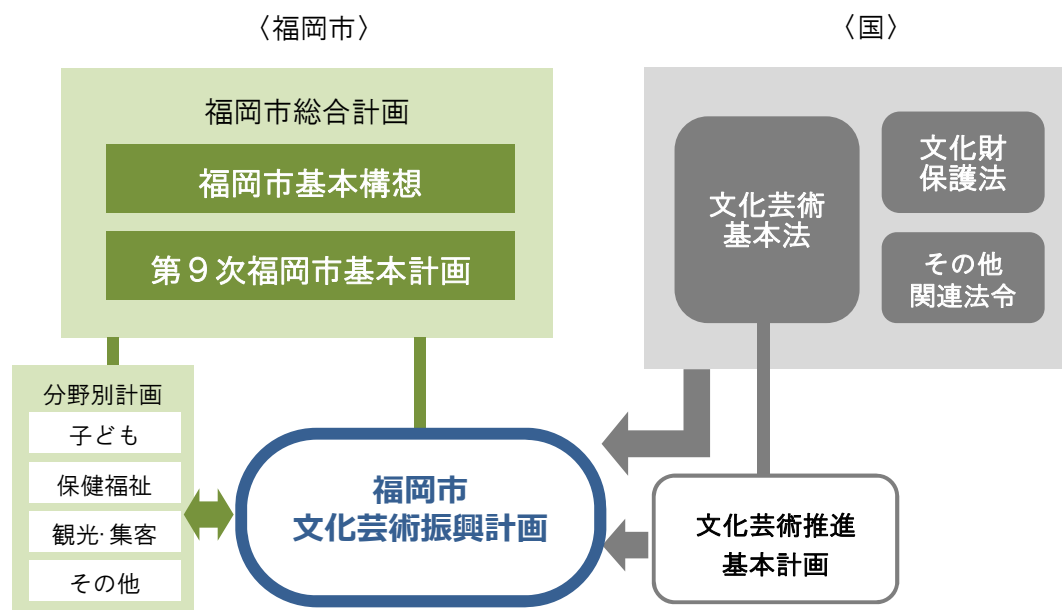 〈福岡市〉
福岡市総合計画
福岡市基本構想
第９次福岡市基本計画
分野別計画
子ども
保健福祉
観光･集客
その他
福岡市
文化芸術振興計画
〈国〉
文化芸術
基本法
文化財
保護法
その他
関連法令
文化芸術推進
基本計画